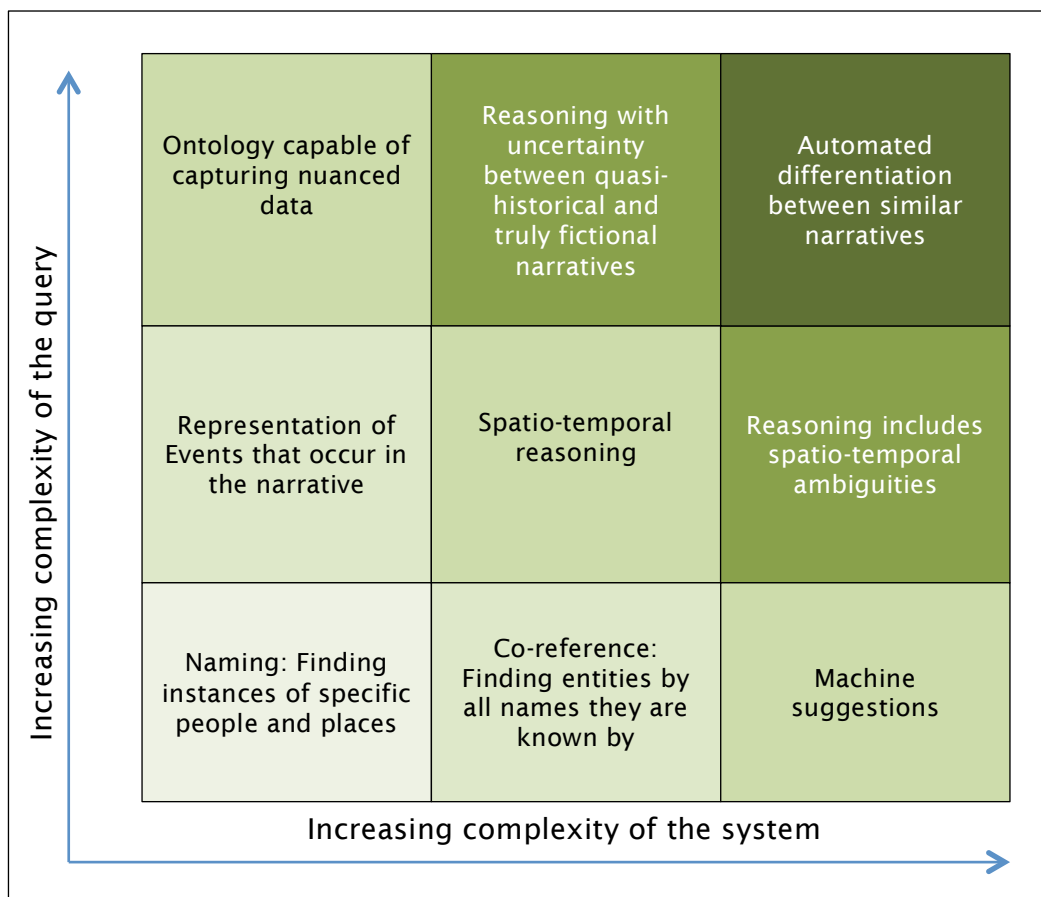 Increasing complexity of the query
Ontology capable of
capturing nuanced
data
Reasoning with
uncertainty
between quasi-
historical and
truly fictional
narratives
Automated
differentiation
between similar
narratives
Representation of
Events that occur in
the narrative
Spatio-temporal
reasoning
Reasoning includes
spatio-temporal
ambiguities
Naming: Finding
instances of specific
people and places
Co-reference:
Finding entities by
all names they are
known by
Machine
suggestions
Increasing complexity of the system